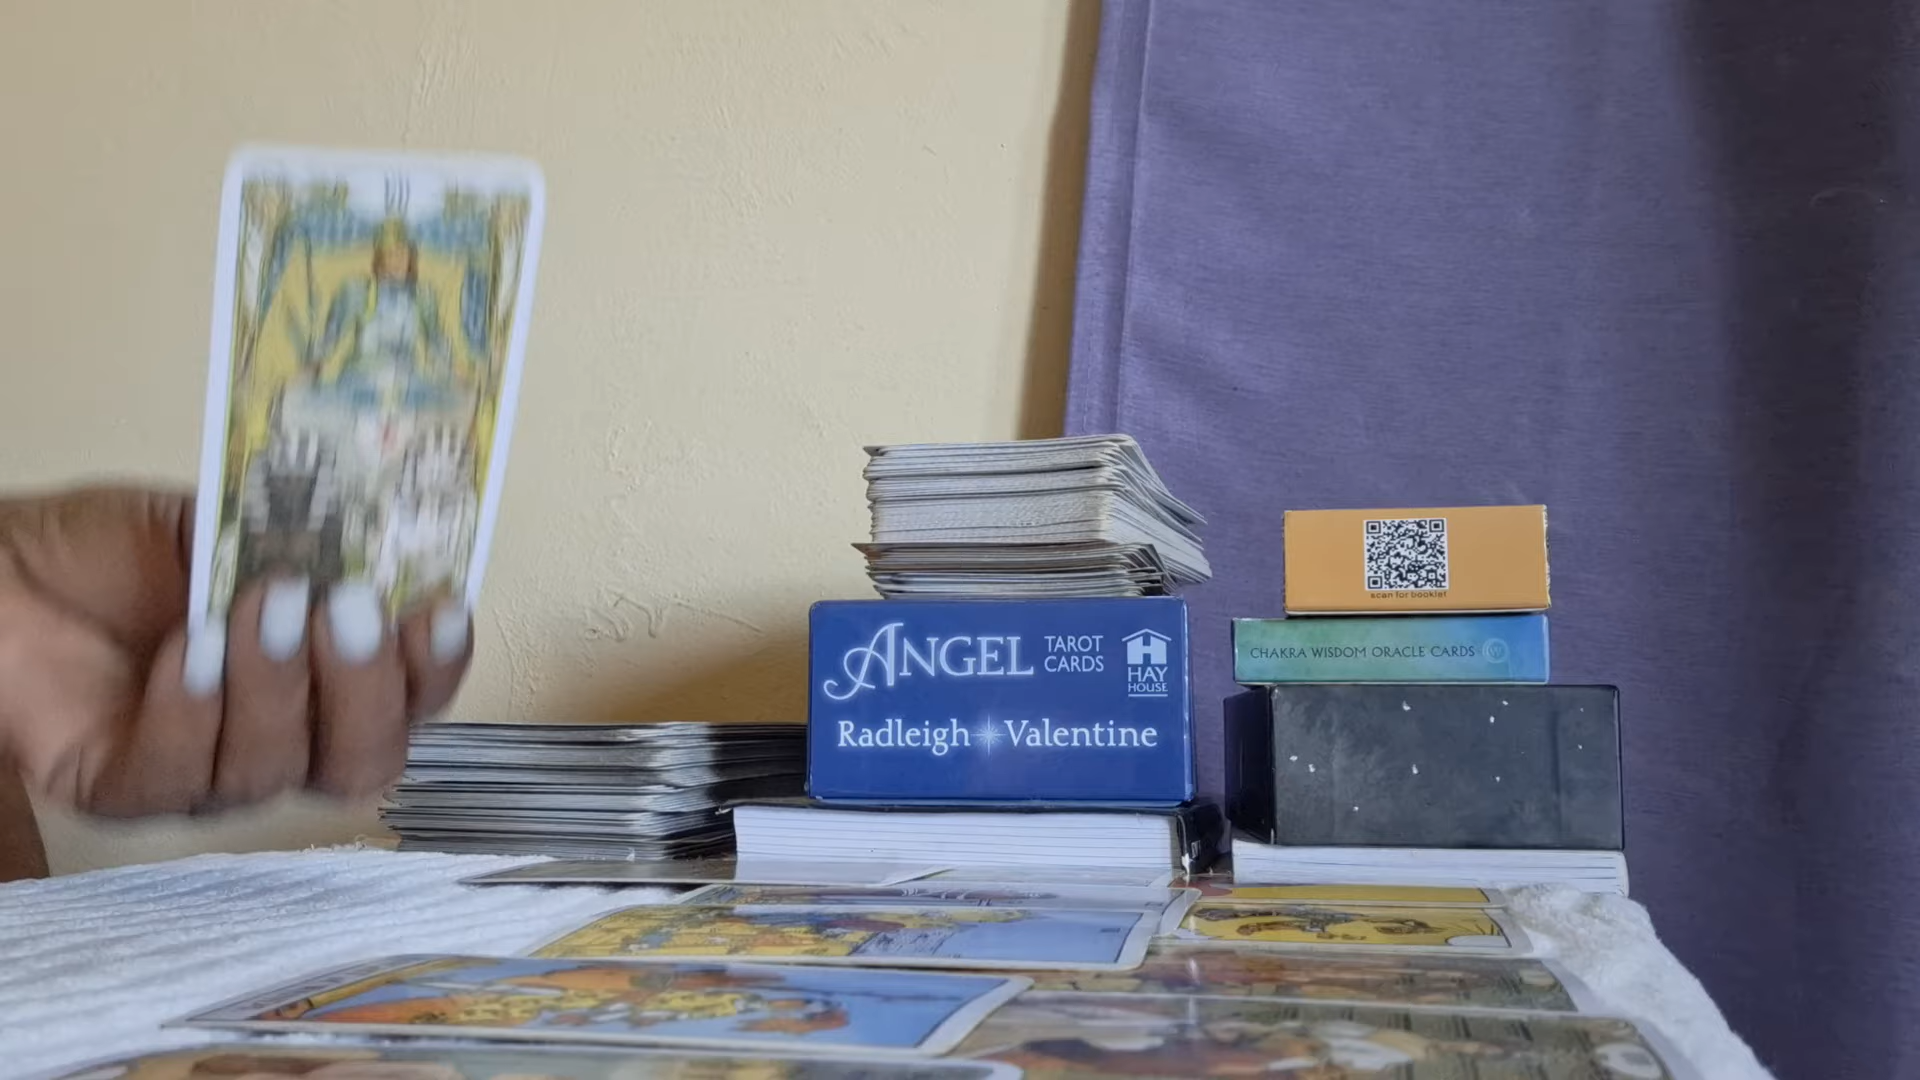 ANGEL TAROT CARDS
HAY HOUSE
Radleigh Valentine
scan for booklet
CHAKRA WISDOM ORACLE CARDS